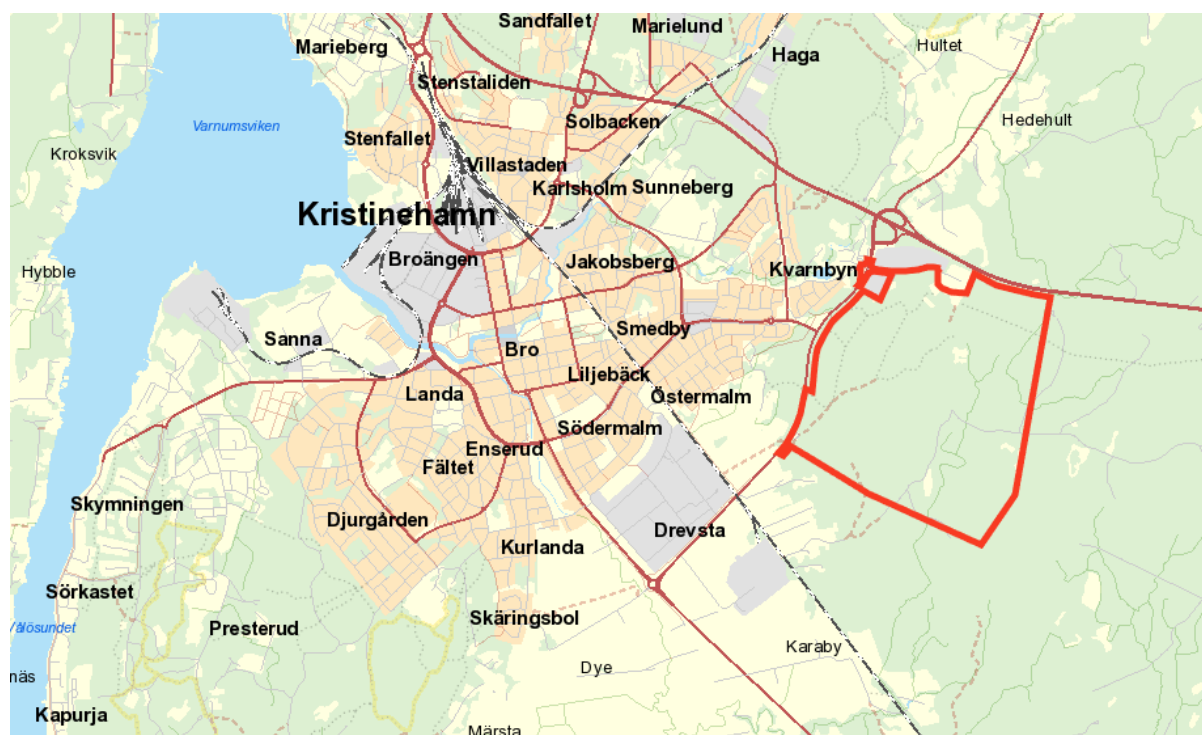 Sandfallet
Marielund
Marieberg
Hultet
Haga
Stenstaliden
Varnumsviken
Solbacken
Hedehult
Stenfallet
Kroksvik
Villastaden
Karlsholm
Sunneberg
Kristinehamn
Broängen
Jakobsberg
Kvarnbyn
Hybble
Smedby
Sanna
Bro
Liljebäck
Landa
Östermalm
Södermalm
Enserud
Fältet
Skymningen
Djurgården
Drevsta
Kurlanda
Sörkastet
Skäringsbol
Presterud
Karaby
Dye
näs
Kapurja
Märsta